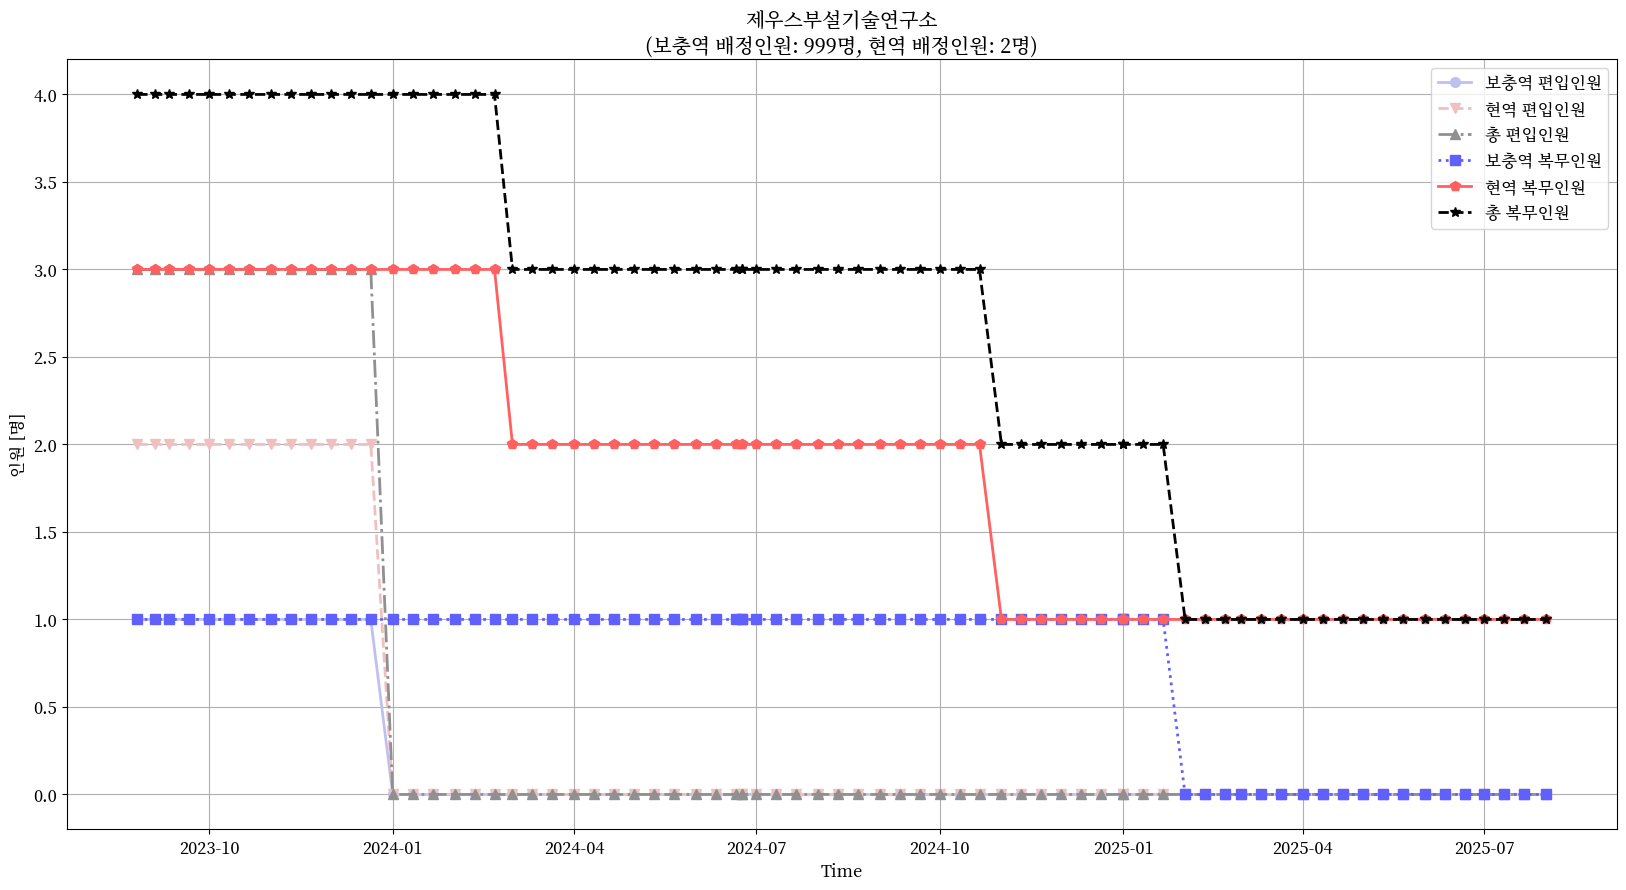 제우스부설기술연구소
(보충역 배정인원: 999명, 현역 배정인원: 2명)
보충역 편입인원
현역 편입인원
총 편입인원
보충역 복무인원
현역 복무인원
총 복무인원
인원 [명]
4.0
3.5
3.0
2.5
2.0
1.5
1.0
0.5
0.0
2023-10
2024-01
2024-04
2024-07
2024-10
2025-01
2025-04
2025-07
Time